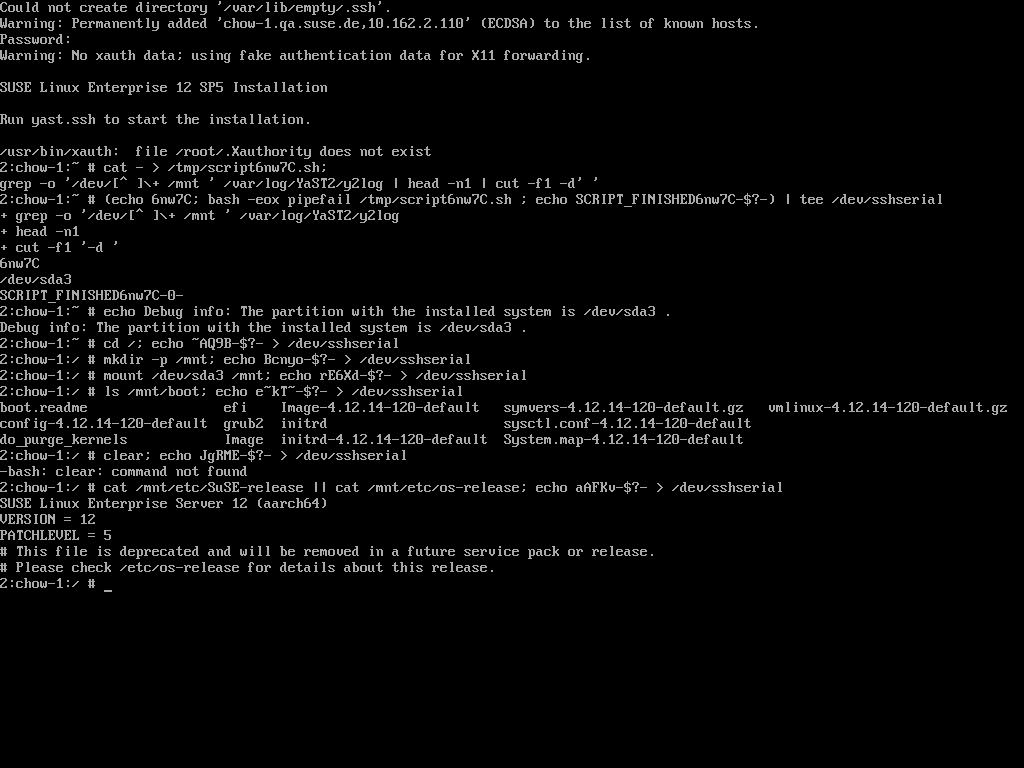 Could not create directory '/var/lib/empty/.ssh'.
Warning: Permanently added 'chow-1.qa.suse.de,10.162.2.110' (ECDSA) to the list of known hosts.
Password:
Warning: No xauth data; using fake authentication data for X11 forwarding.
SUSE Linux Enterprise 12 SP5 Installation
Run yast.ssh to start the installation.
/usr/bin/xauth:  file /root/.Xauthority does not exist
2:chow-1:~ # cat - > /tmp/script6nw7C.sh;
grep -o '/dev/[^ ]\+ /mnt ' /var/log/YaST2/y2log | head -n1 | cut -f1 -d' '
2:chow-1:~ # (echo 6nw7C; bash -eox pipefail /tmp/script6nw7C.sh ; echo SCRIPT_FINISHED6nw7C-$?-) | tee /dev/sshserial
+ grep -o '/dev/[^ ]\+ /mnt ' /var/log/YaST2/y2log
+ head -n1
+ cut -f1 '-d '
6nw7C
/dev/sda3
SCRIPT_FINISHED6nw7C-0-
2:chow-1:~ # echo Debug info: The partition with the installed system is /dev/sda3 .
Debug info: The partition with the installed system is /dev/sda3 .
2:chow-1:~ # cd /; echo ~AQ9B-$?- > /dev/sshserial
2:chow-1:/ # mkdir -p /mnt; echo Bcnyo-$?- > /dev/sshserial
2:chow-1:/ # mount /dev/sda3 /mnt; echo rE6Xd-$?- > /dev/sshserial
2:chow-1:/ # ls /mnt/boot; echo e~kT~-$?- > /dev/sshserial
boot.readme                 efi    Image-4.12.14-120-default   symvers-4.12.14-120-default.gz   vmlinux-4.12.14-120-default.gz
config-4.12.14-120-default  grub2  initrd                      sysctl.conf-4.12.14-120-default
do_purge_kernels            Image  initrd-4.12.14-120-default  System.map-4.12.14-120-default
2:chow-1:/ # clear; echo JgRME-$?- > /dev/sshserial
-bash: clear: command not found
2:chow-1:/ # cat /mnt/etc/SuSE-release || cat /mnt/etc/os-release; echo aAFKv-$?- > /dev/sshserial
SUSE Linux Enterprise Server 12 (aarch64)
VERSION = 12
PATCHLEVEL = 5
# This file is deprecated and will be removed in a future service pack or release.
# Please check /etc/os-release for details about this release.
2:chow-1:/ # _